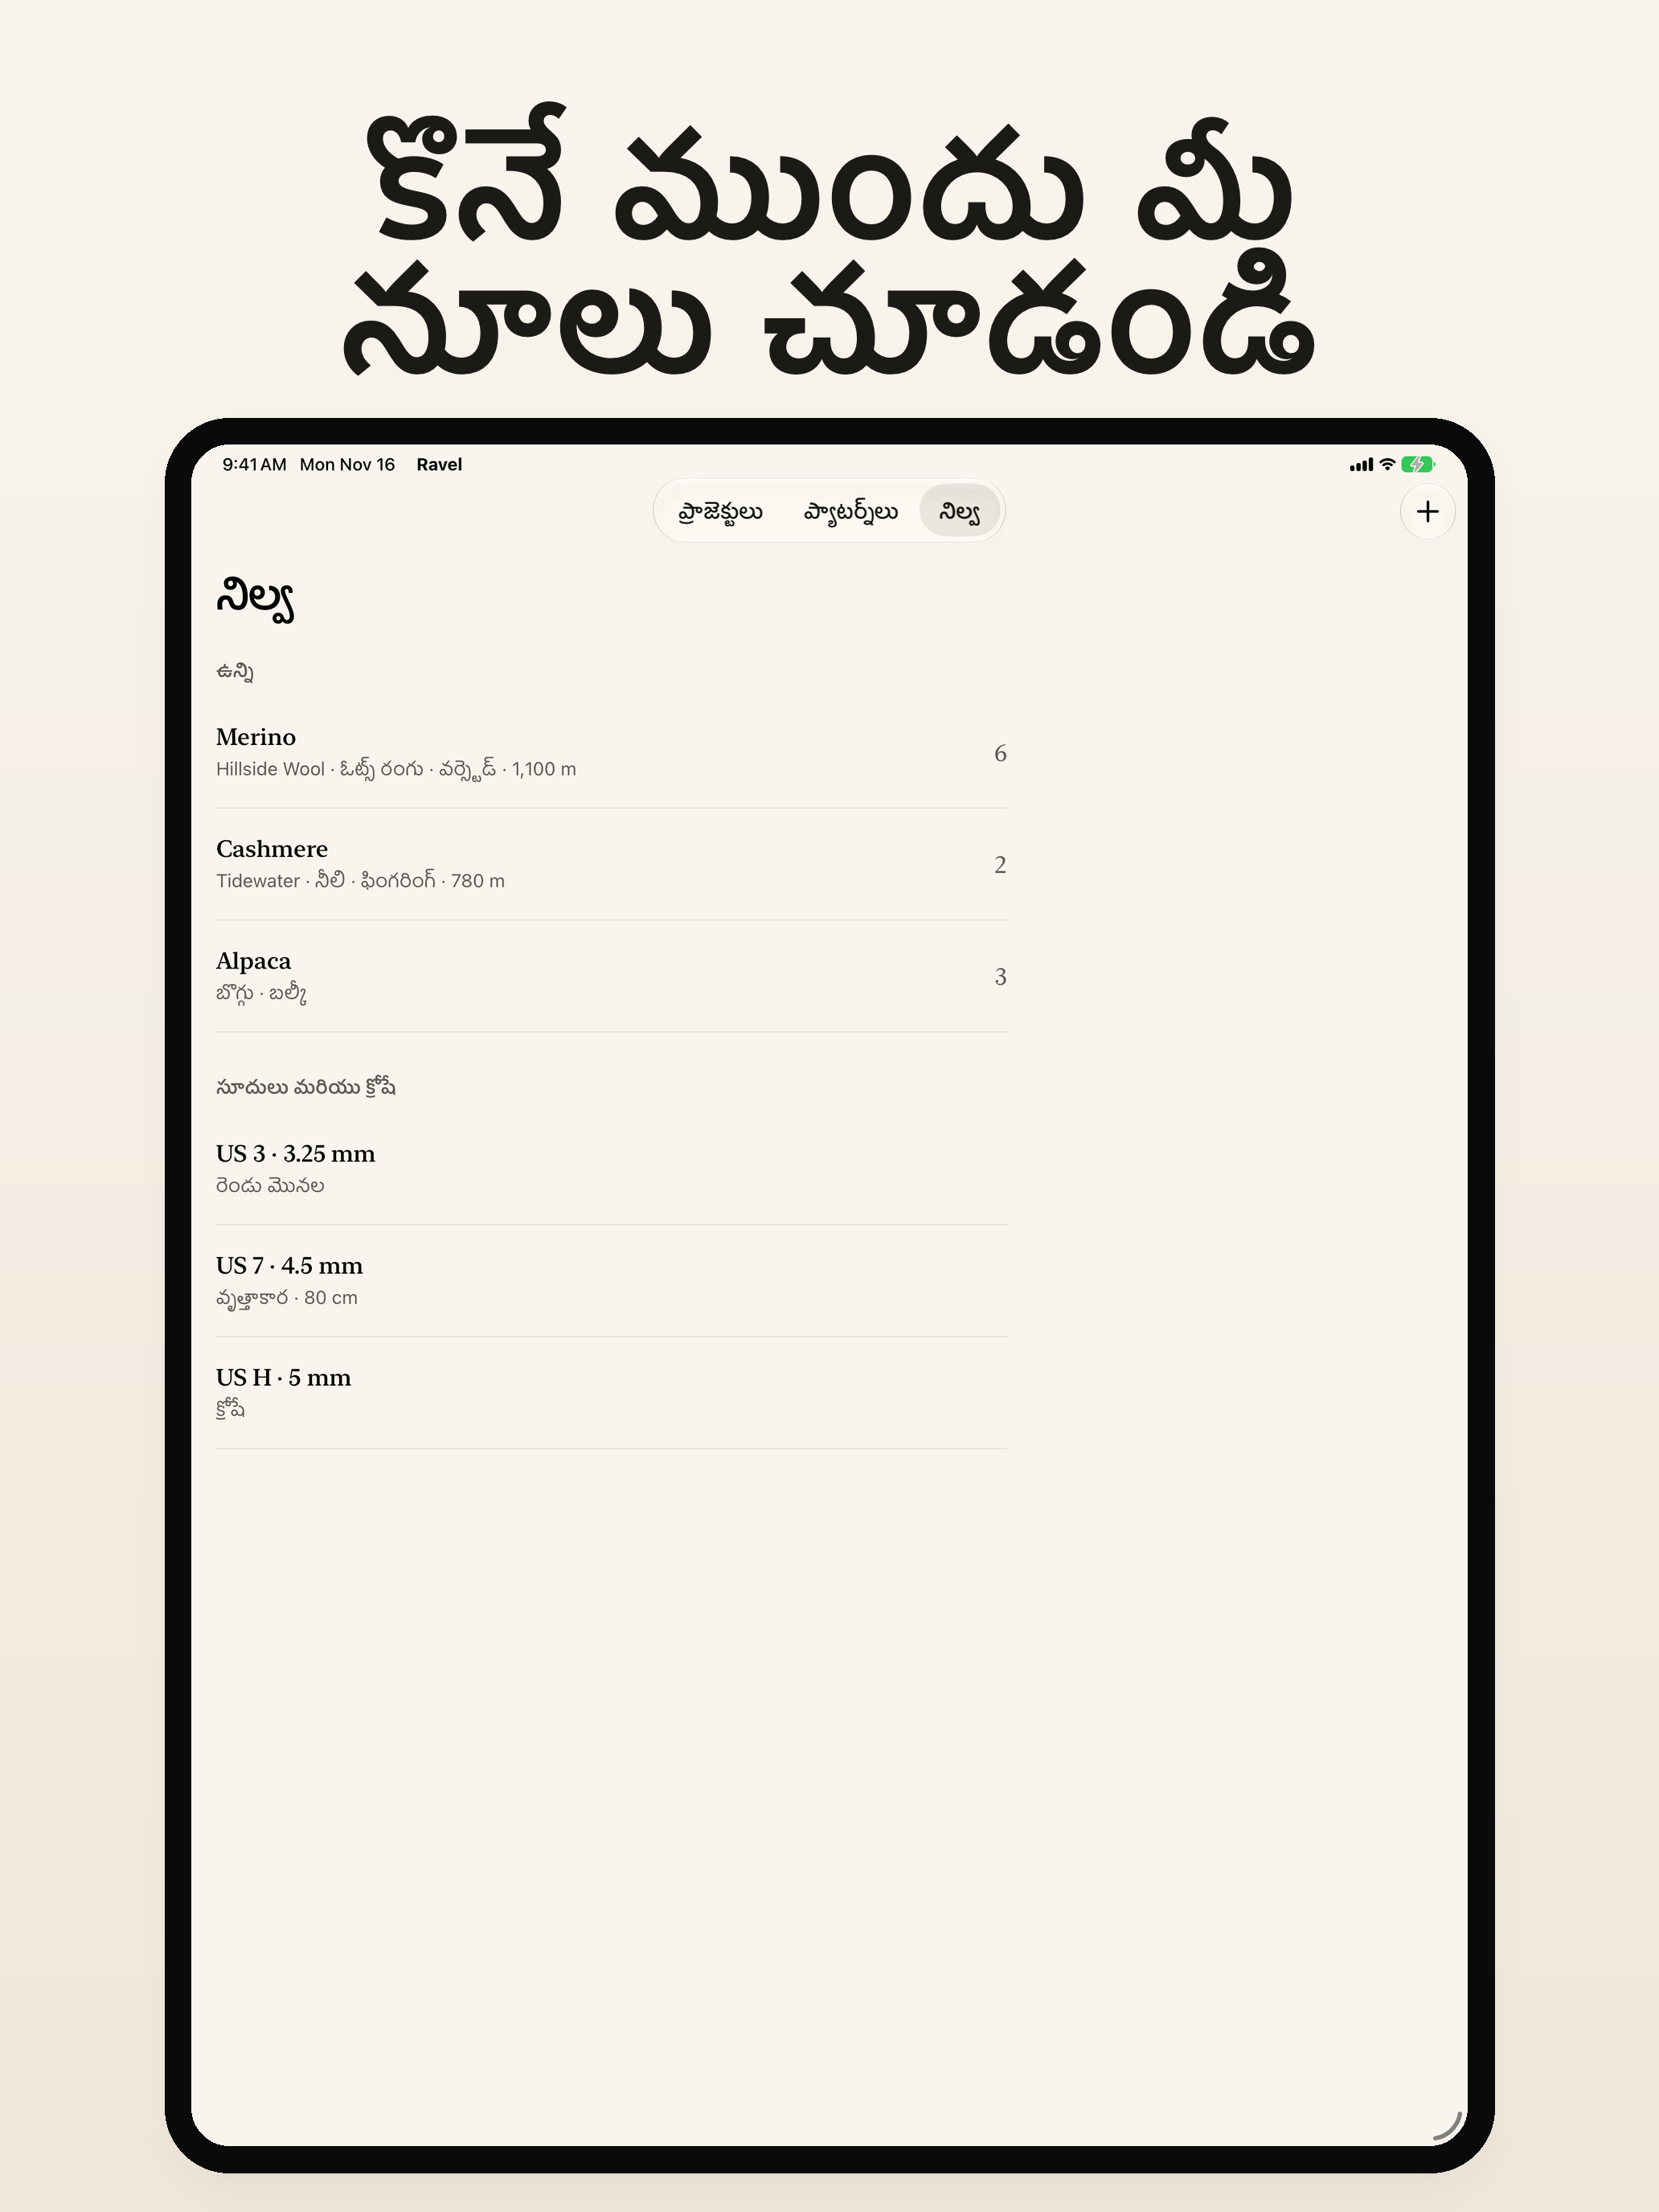 కొనే ముందు మీ
నూలు చూడండి
9:41 AM Mon Nov 16 Ravel
ప్రాజెక్టులు ప్యాటర్న్‌లు నిల్వ
నిల్వ
ఉన్ని
Merino
6
Hillside Wool · ఓట్స్ రంగు · వర్స్టెడ్ · 1,100 m
Cashmere
2
Tidewater · నీలి · ఫింగరింగ్ · 780 m
Alpaca
3
బొగ్గు · బల్కీ
సూదులు మరియు క్రోషే
US 3 · 3.25 mm
రెండు మొనల
US 7 · 4.5 mm
వృత్తాకార · 80 cm
US H · 5 mm
క్రోషే